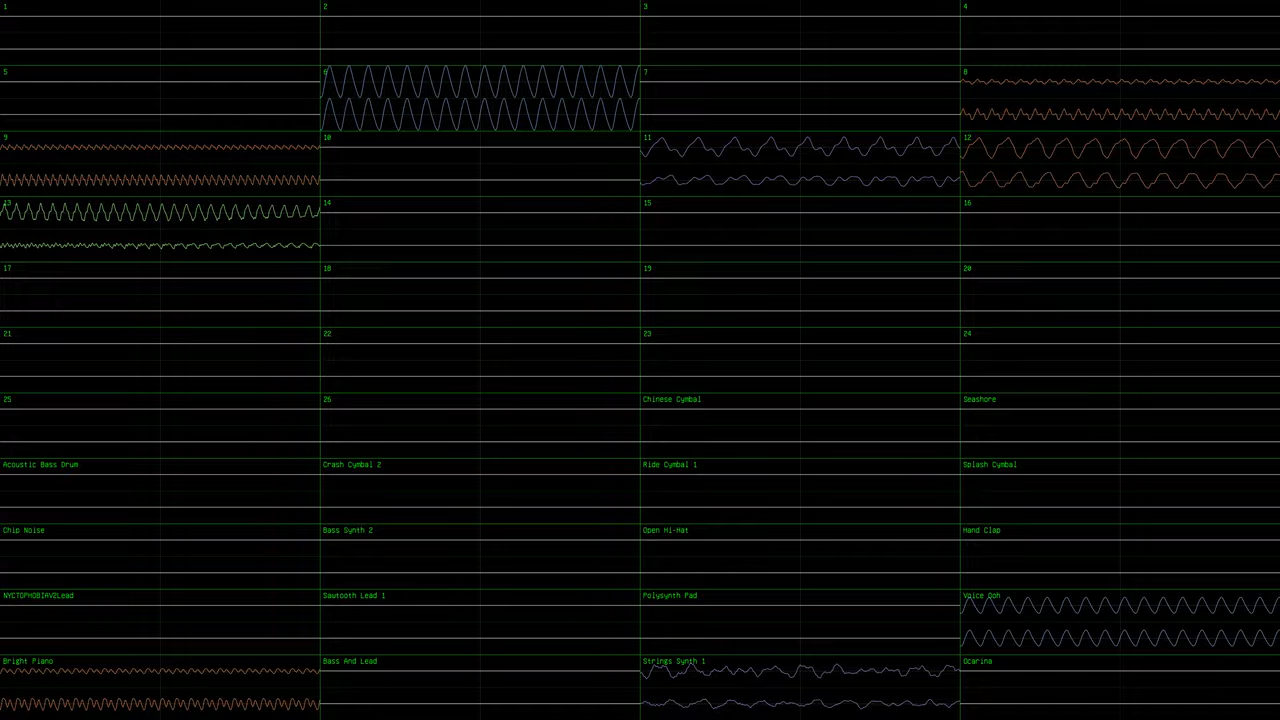 1 2 3 4
5 6 7 8
9 10 11 12
13 14 15 16
17 18 19 20
21 22 23 24
25 26 Chinese Cymbal Seashore
Acoustic Bass Drum Crash Cymbal 2 Ride Cymbal 1 Splash Cymbal
Chip Noise Bass Synth 2 Open Hi-Hat Hand Clap
NYCTOPHOBIAV2Lead Sawtooth Lead 1 Polysynth Pad Voice Ooh
Bright Piano Bass And Lead Strings Synth 1 Ocarina